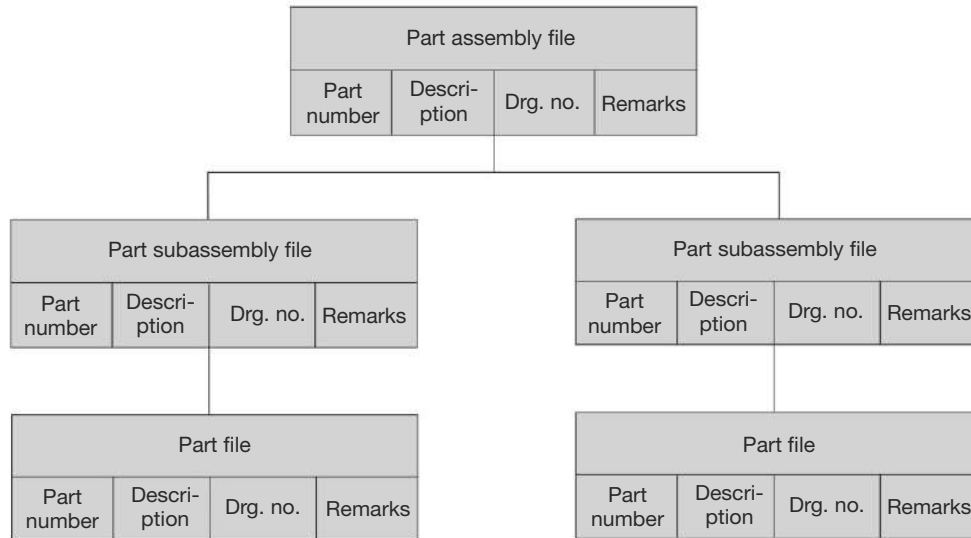 Part assembly file
Part number Descri-ption Drg. no. Remarks
Part subassembly file
Part number Descri-ption Drg. no. Remarks
Part subassembly file
Part number Descri-ption Drg. no. Remarks
Part file
Part number Descri-ption Drg. no. Remarks
Part file
Part number Descri-ption Drg. no. Remarks